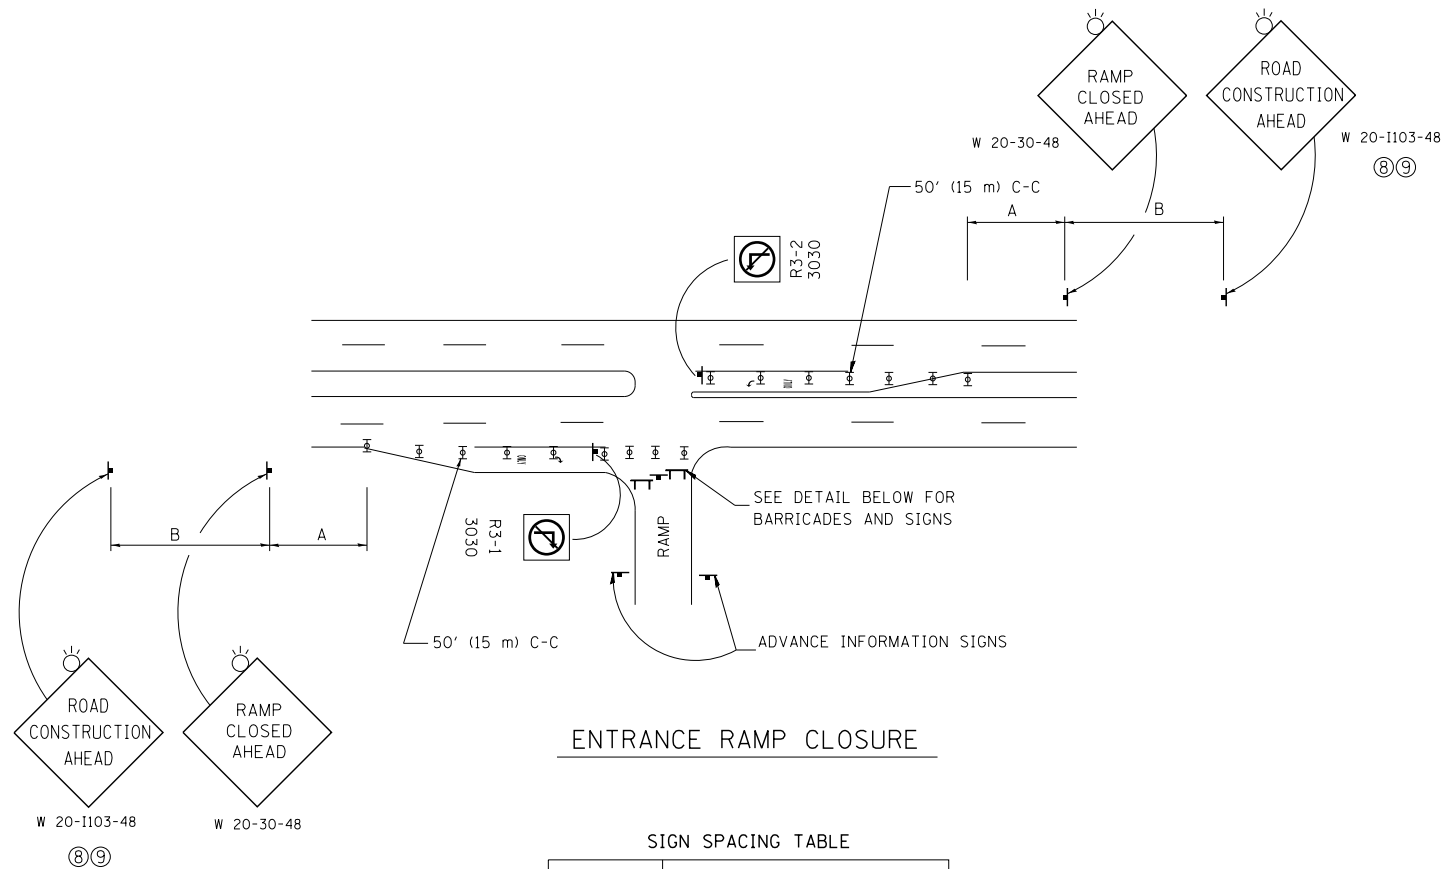 RAMP
CLOSED
AHEAD
W 20-30-48
ROAD
CONSTRUCTION
AHEAD
W 20-I103-48
⑧⑨
50' (15 m) C-C
A
B
R3-2
3030
SEE DETAIL BELOW FOR
BARRICADES AND SIGNS
RAMP
B
A
R3-1
3030
50' (15 m) C-C
ADVANCE INFORMATION SIGNS
ROAD
CONSTRUCTION
AHEAD
W 20-I103-48
⑧⑨
RAMP
CLOSED
AHEAD
W 20-30-48
ENTRANCE RAMP CLOSURE
SIGN SPACING TABLE